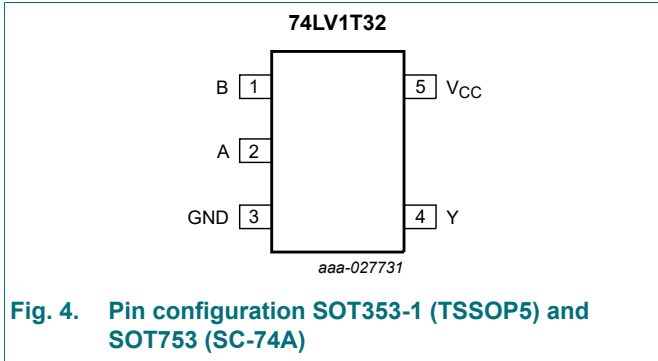 74LV1T32
B 1
5 VCC
A 2
GND 3
4 Y
aaa-027731
Fig. 4. Pin configuration SOT353-1 (TSSOP5) and
SOT753 (SC-74A)